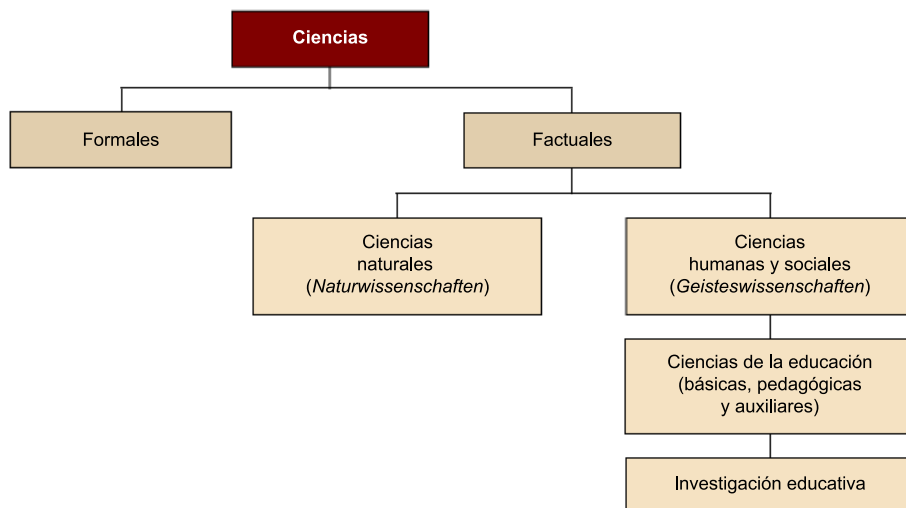 Ciencias
Formales
Factuales
Ciencias
naturales
(Naturwissenschaften)
Ciencias
humanas y sociales
(Geisteswissenschaften)
Ciencias de la educación
(básicas, pedagógicas
y auxiliares)
Investigación educativa